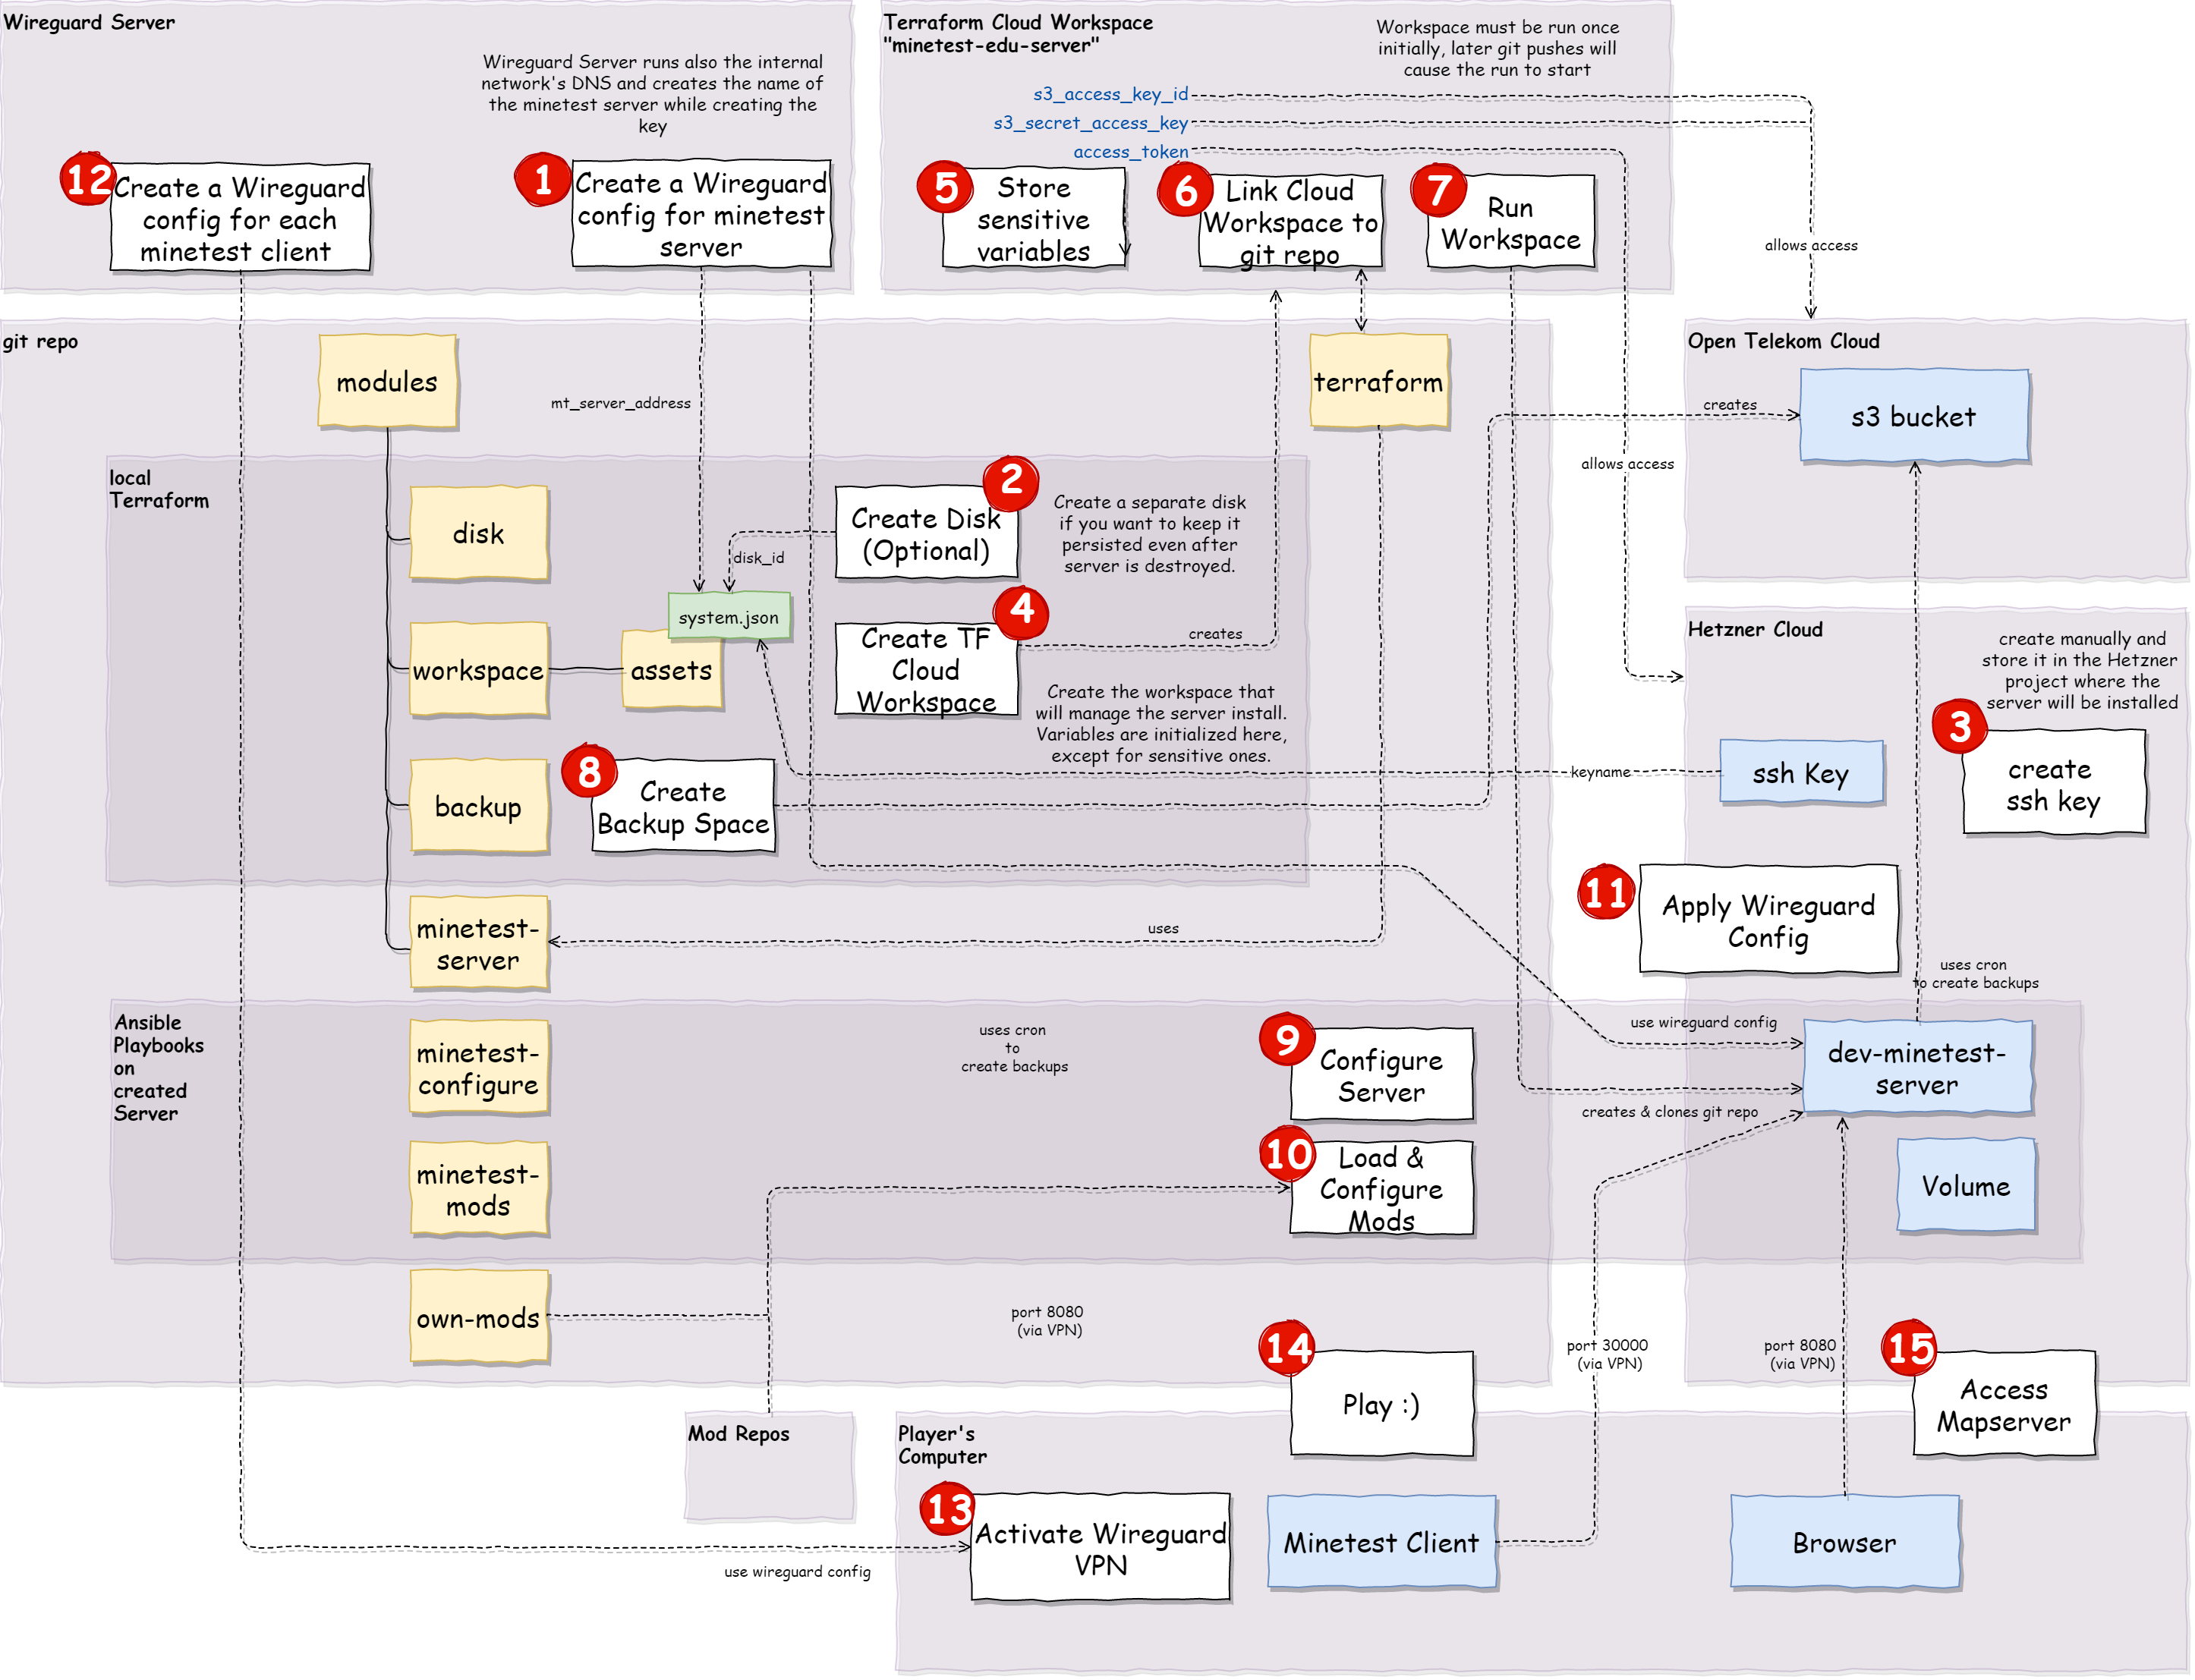 Wireguard Server
Wireguard Server runs also the internal
network's DNS and creates the name of
the minetest server while creating the
key
12
Create a Wireguard
config for each
minetest client
1
Create a Wireguard
config for minetest
server
Terraform Cloud Workspace
"minetest-edu-server"
Workspace must be run once
initially, later git pushes will
cause the run to start
s3_access_key_id
s3_secret_access_key
access_token
5
Store
sensitive
variables
6
Link Cloud
Workspace to
git repo
7
Run
Workspace
allows access
git repo
modules
mt_server_address
terraform
Open Telekom Cloud
s3 bucket
creates
allows access
local
Terraform
disk
2
Create Disk
(Optional)
Create a separate disk
if you want to keep it
persisted even after
server is destroyed.
disk_id
system.json
workspace
assets
4
Create TF
Cloud
Workspace
creates
Create the workspace that
will manage the server install.
Variables are initialized here,
except for sensitive ones.
backup
8
Create
Backup Space
keyname
Hetzner Cloud
create manually and
store it in the Hetzner
project where the
server will be installed
3
create
ssh key
ssh Key
11
Apply Wireguard
Config
minetest-
server
uses
uses cron
to create backups
Ansible
Playbooks
on
created
Server
minetest-
configure
uses cron
to
create backups
9
Configure
Server
use wireguard config
dev-minetest-
server
creates & clones git repo
minetest-
mods
10
Load &
Configure
Mods
Volume
own-mods
port 8080
(via VPN)
14
Play :)
port 30000
(via VPN)
port 8080
(via VPN)
15
Access
Mapserver
Mod Repos
Player's
Computer
13
Activate Wireguard
VPN
use wireguard config
Minetest Client
Browser